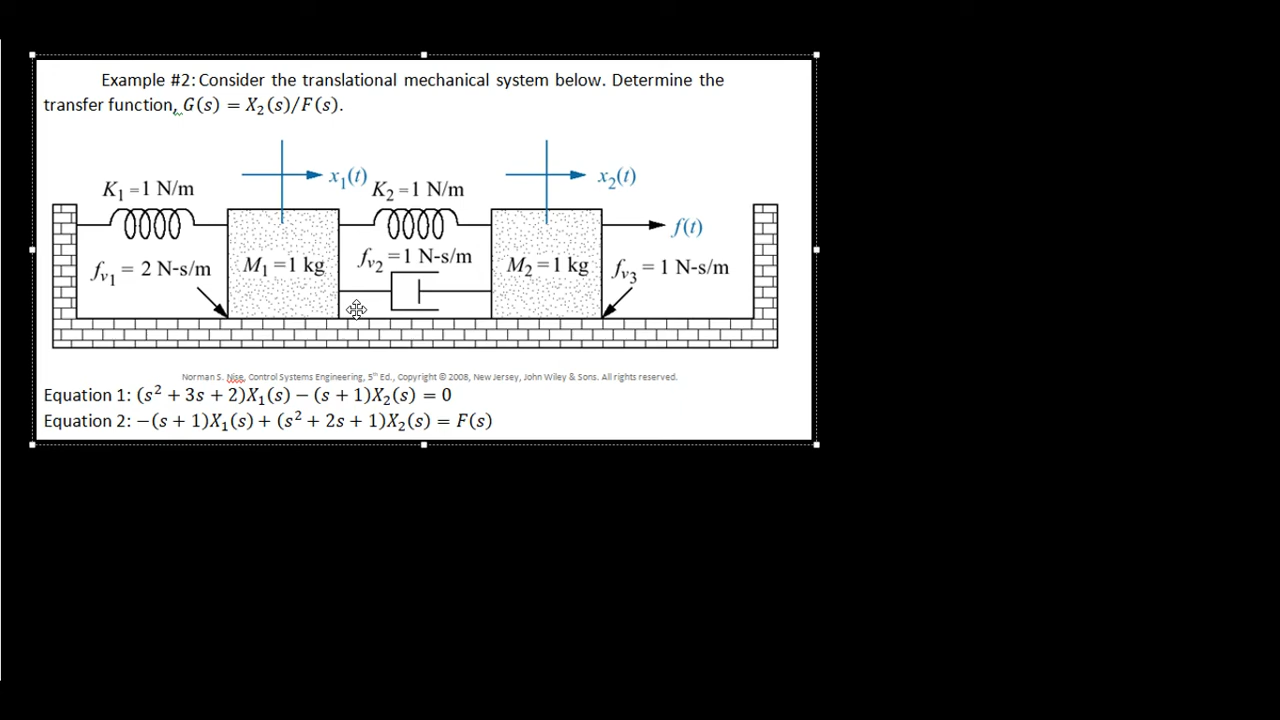 Example #2: Consider the translational mechanical system below. Determine the
transfer function, G(s) = X₂(s)/F(s).
x₁(t)
x₂(t)
K₁ =1 N/m
K₂ =1 N/m
f(t)
fᵥ₁ = 2 N-s/m
M₁ =1 kg
fᵥ₂ =1 N-s/m
M₂ =1 kg
fᵥ₃ = 1 N-s/m
Norman S. Nise, Control Systems Engineering, 5th Ed., Copyright © 2008, New Jersey, John Wiley & Sons. All rights reserved.
Equation 1: (s² + 3s + 2)X₁(s) − (s + 1)X₂(s) = 0
Equation 2: −(s + 1)X₁(s) + (s² + 2s + 1)X₂(s) = F(s)